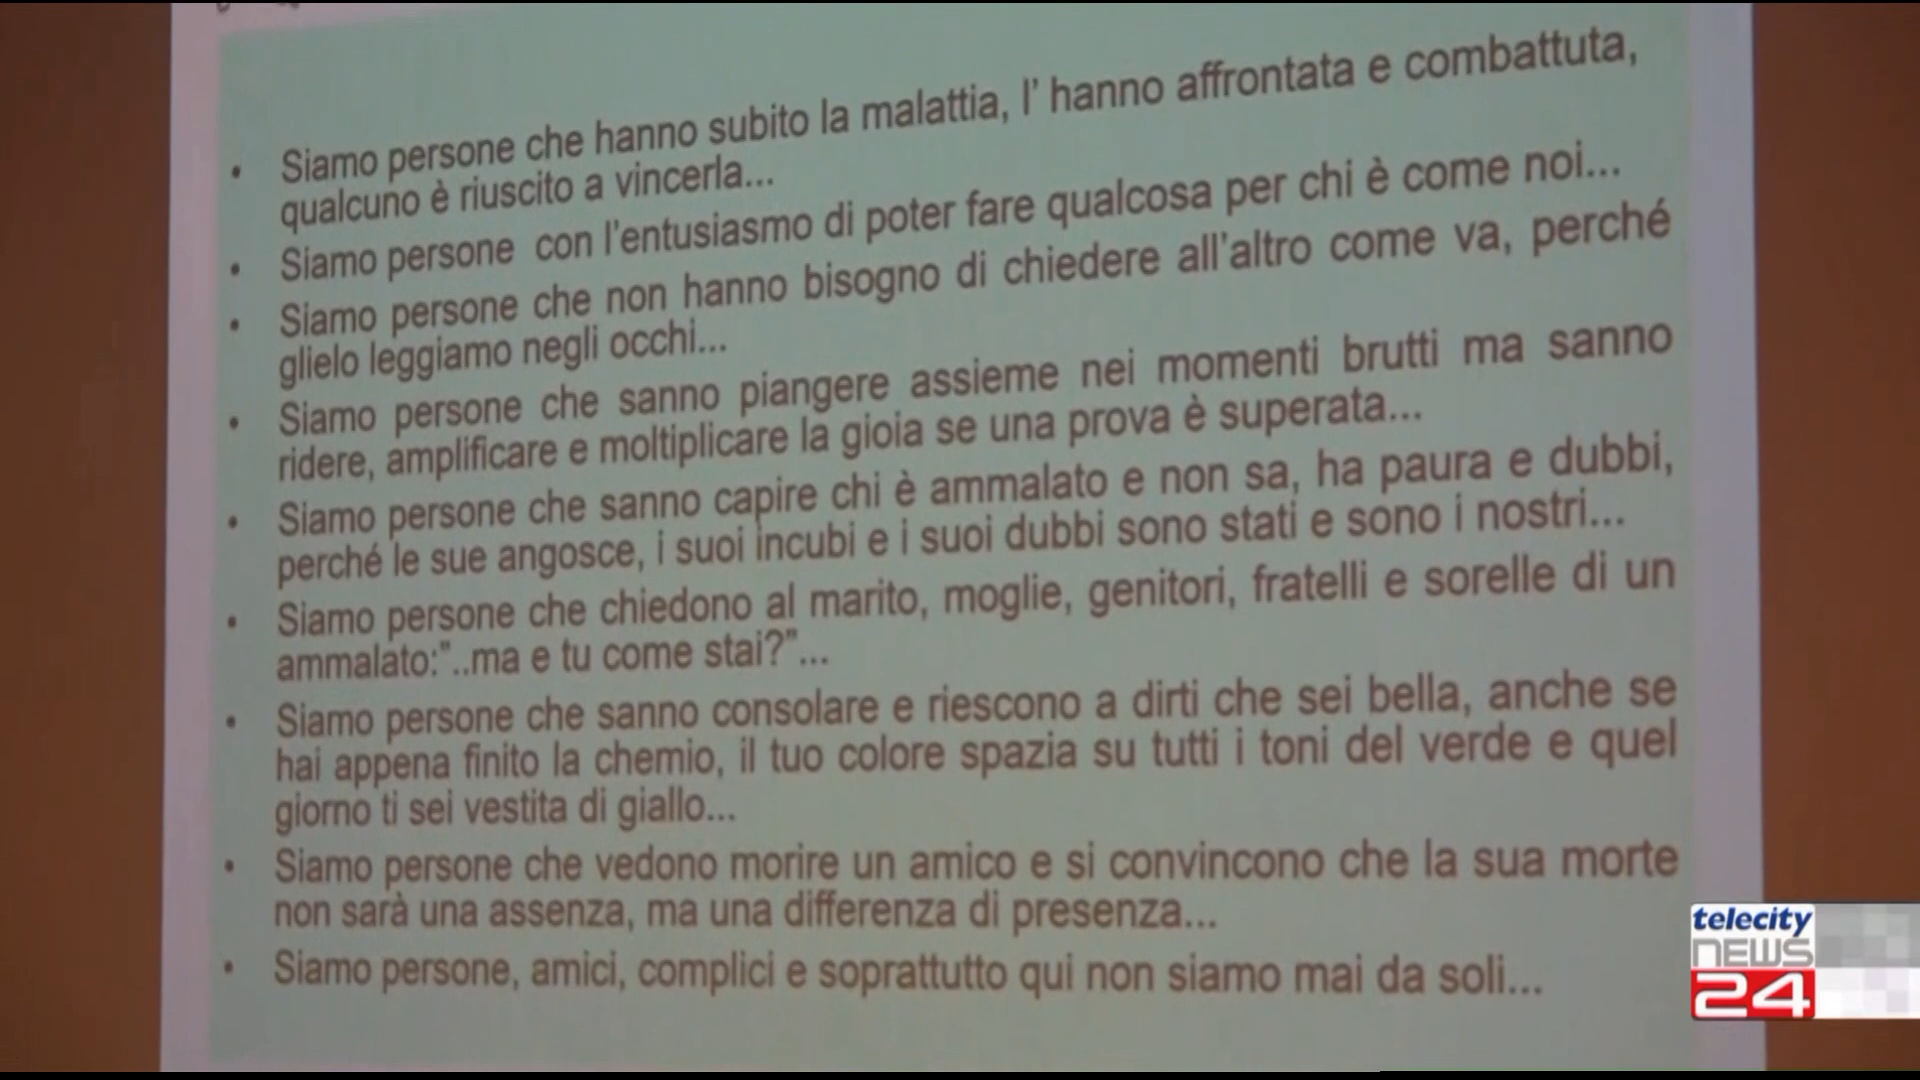 • Siamo persone che hanno subito la malattia, l' hanno affrontata e combattuta,
qualcuno è riuscito a vincerla...
• Siamo persone con l'entusiasmo di poter fare qualcosa per chi è come noi...
• Siamo persone che non hanno bisogno di chiedere all'altro come va, perché
glielo leggiamo negli occhi...
• Siamo persone che sanno piangere assieme nei momenti brutti ma sanno
ridere, amplificare e moltiplicare la gioia se una prova è superata...
• Siamo persone che sanno capire chi è ammalato e non sa, ha paura e dubbi,
perché le sue angosce, i suoi incubi e i suoi dubbi sono stati e sono i nostri...
• Siamo persone che chiedono al marito, moglie, genitori, fratelli e sorelle di un
ammalato:"..ma e tu come stai?"...
• Siamo persone che sanno consolare e riescono a dirti che sei bella, anche se
hai appena finito la chemio, il tuo colore spazia su tutti i toni del verde e quel
giorno ti sei vestita di giallo...
• Siamo persone che vedono morire un amico e si convincono che la sua morte
non sarà una assenza, ma una differenza di presenza...
• Siamo persone, amici, complici e soprattutto qui non siamo mai da soli...
telecity
NEWS
24